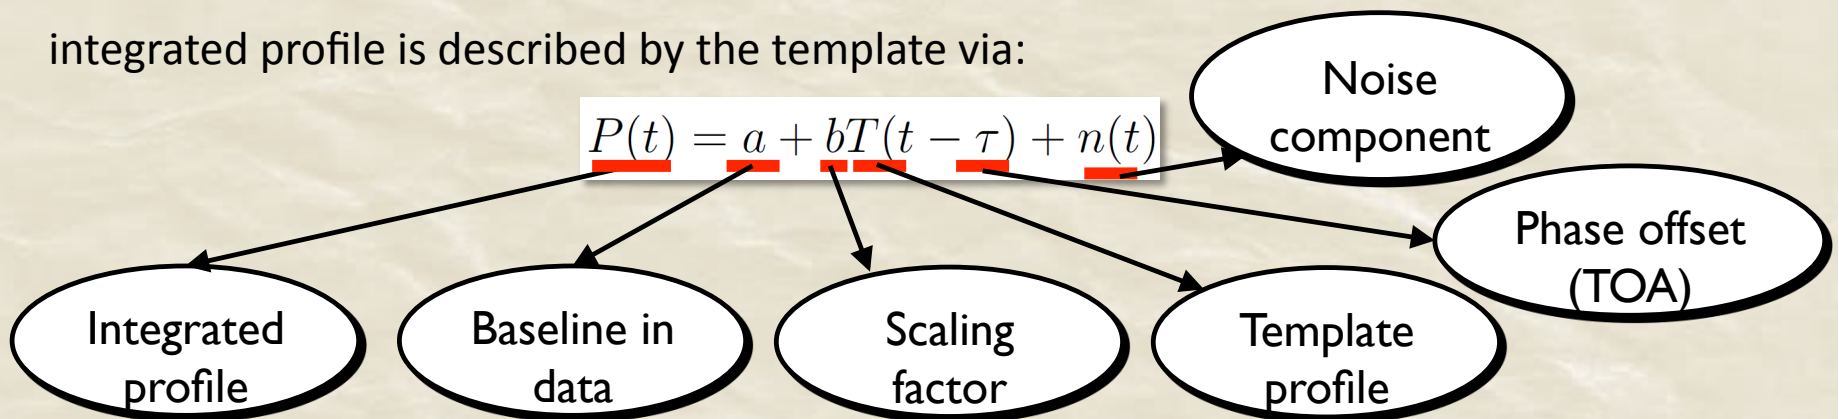 integrated profile is described by the template via:
P(t) = a + bT(t − τ) + n(t)
Noise
component
Phase offset
(TOA)
Integrated
profile
Baseline in
data
Scaling
factor
Template
profile